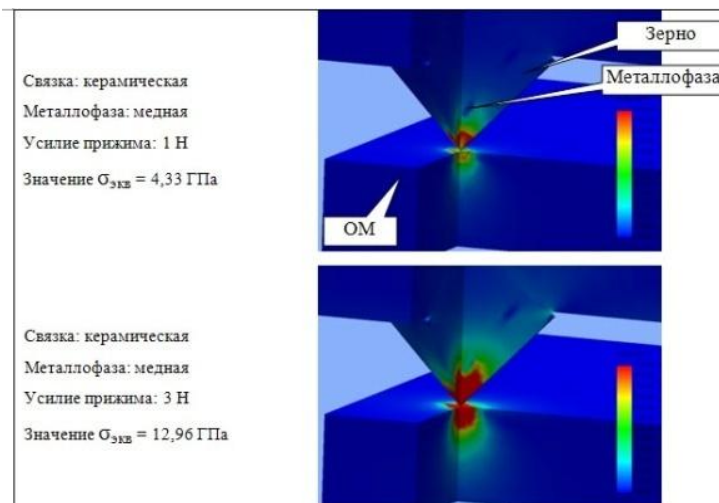 Зерно
Металлофаза
Связка: керамическая
Металлофаза: медная
Усилие прижима: 1 Н
Значение σэкв = 4,33 ГПа
ОМ
Связка: керамическая
Металлофаза: медная
Усилие прижима: 3 Н
Значение σэкв = 12,96 ГПа